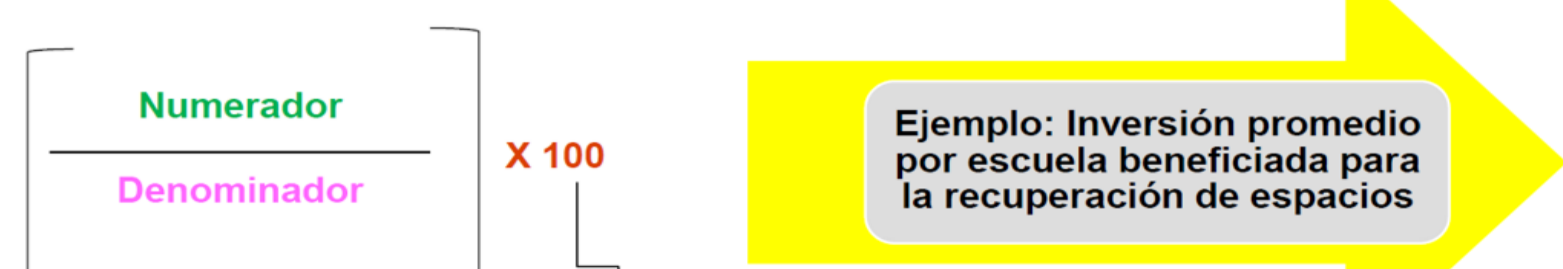 Numerador
Denominador
X 100
Ejemplo: Inversión promedio
por escuela beneficiada para
la recuperación de espacios